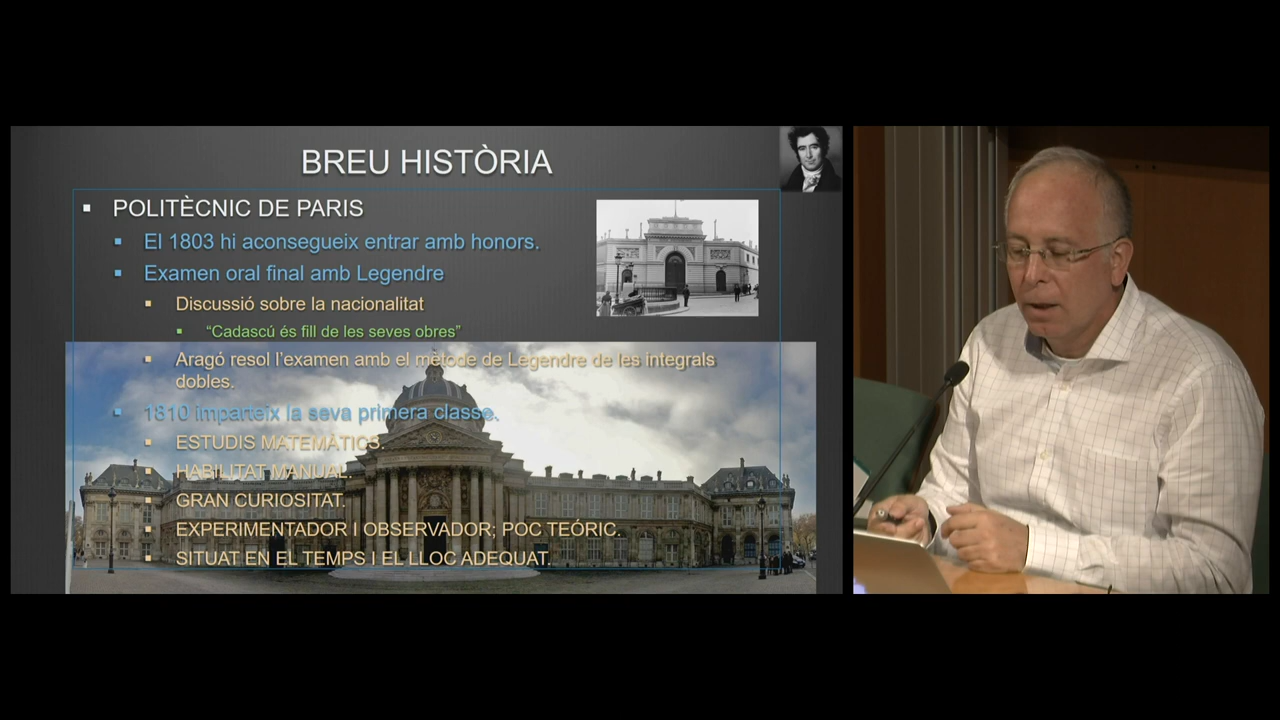 BREU HISTÒRIA
POLITÈCNIC DE PARIS
El 1803 hi aconsegueix entrar amb honors.
Examen oral final amb Legendre
Discussió sobre la nacionalitat
“Cadascú és fill de les seves obres”
Aragó resol l’examen amb el mètode de Legendre de les integrals
dobles.
1810 imparteix la seva primera classe.
ESTUDIS MATEMÀTICS.
HABILITAT MANUAL.
GRAN CURIOSITAT.
EXPERIMENTADOR I OBSERVADOR; POC TEÓRIC.
SITUAT EN EL TEMPS I EL LLOC ADEQUAT.